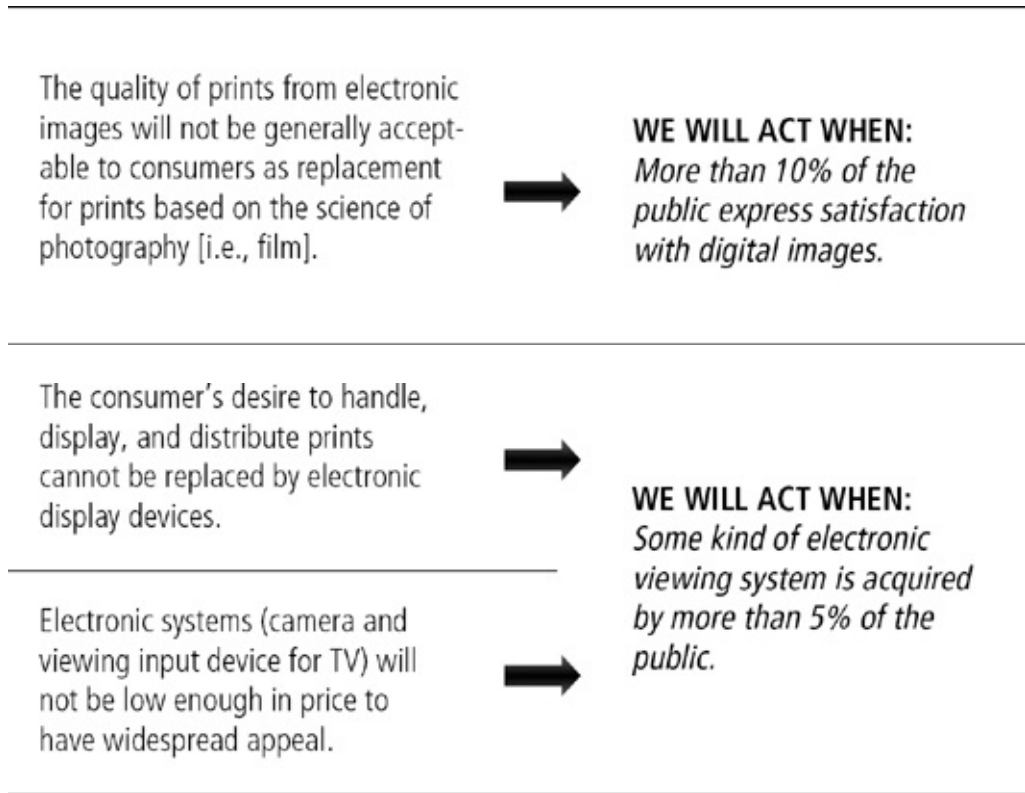 The quality of prints from electronic
images will not be generally accept-
able to consumers as replacement
for prints based on the science of
photography [i.e., film].
WE WILL ACT WHEN:
More than 10% of the
public express satisfaction
with digital images.
The consumer's desire to handle,
display, and distribute prints
cannot be replaced by electronic
display devices.
Electronic systems (camera and
viewing input device for TV) will
not be low enough in price to
have widespread appeal.
WE WILL ACT WHEN:
Some kind of electronic
viewing system is acquired
by more than 5% of the
public.